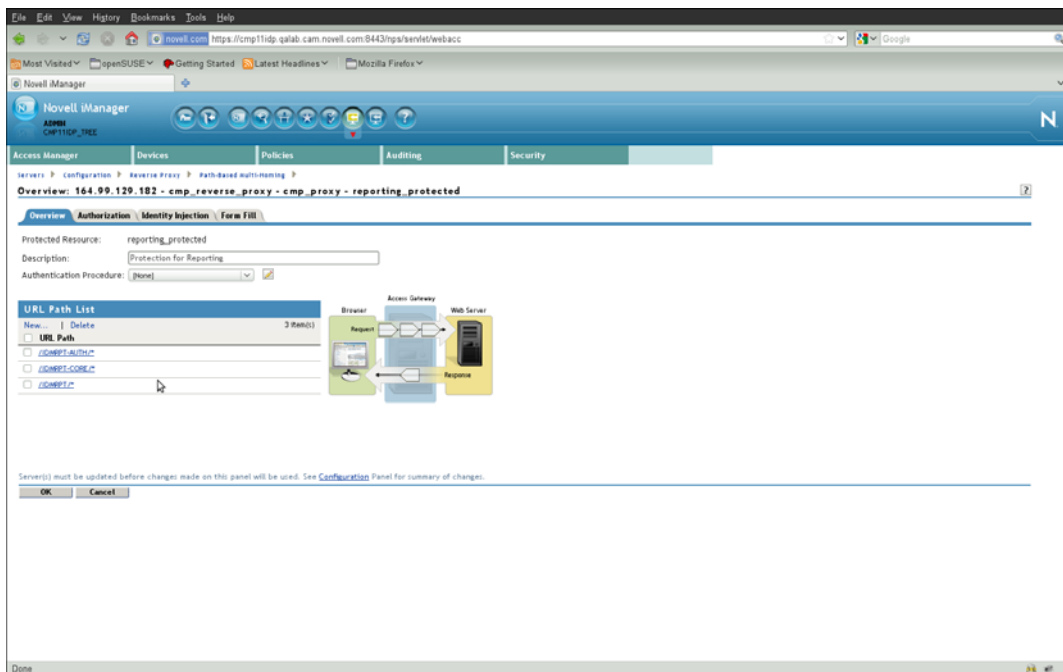 File Edit View History Bookmarks Tools Help
novell.com https://cmp11idp.qalab.cam.novell.com:8443/nps/servlet/webacc Google
Most Visited openSUSE Getting Started Latest Headlines Mozilla Firefox
Novell iManager
Novell iManager
ADMIN
CMP11IDP_TREE
N
Access Manager Devices Policies Auditing Security
Servers Configuration Reverse Proxy Path-Based Multi-Homing
Overview: 164.99.129.182 - cmp_reverse_proxy - cmp_proxy - reporting_protected ?
Overview Authorization Identity Injection Form Fill
Protected Resource: reporting_protected
Description: Protection for Reporting
Authentication Procedure: [None]
URL Path List
New... | Delete 3 Item(s)
URL Path
/IDMRPT-AUTH/*
/IDMRPT-CORE/*
/IDMRPT/*
Access Gateway
Browser Web Server
Request
Response
Server(s) must be updated before changes made on this panel will be used. See Configuration Panel for summary of changes.
OK Cancel
Done